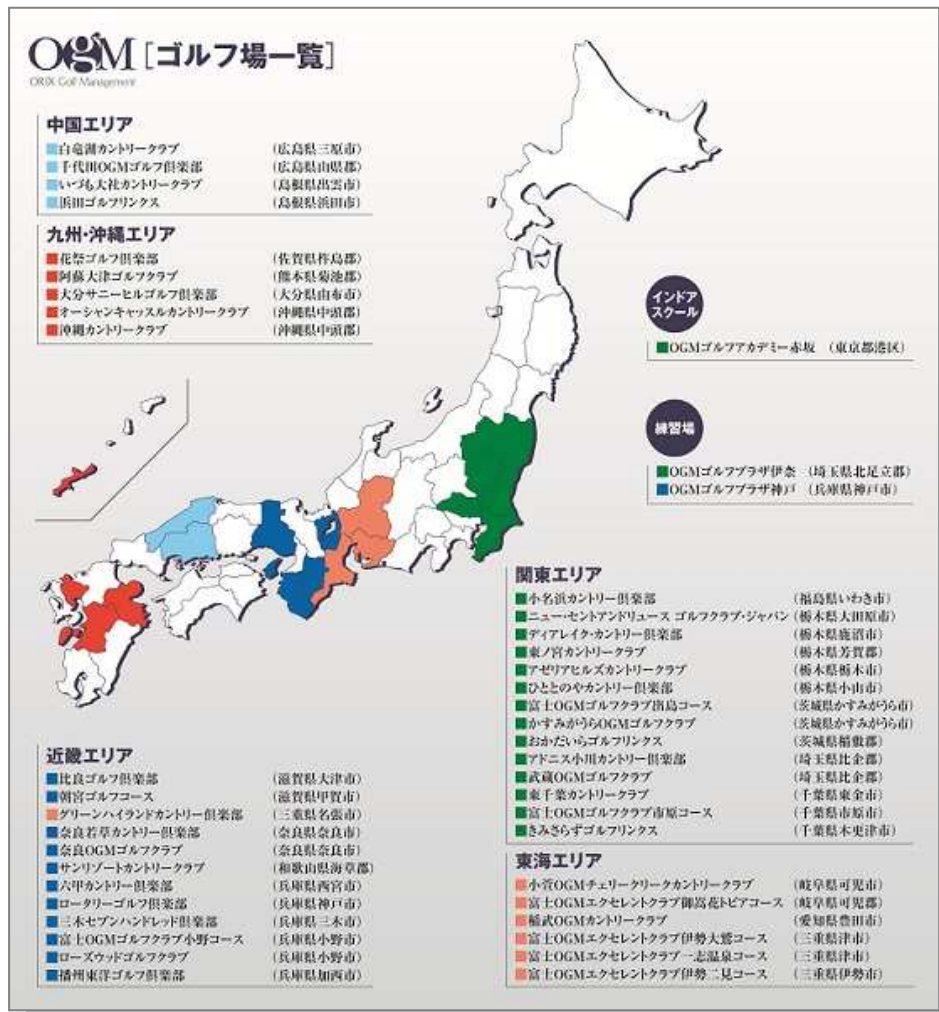 OgM［ゴルフ場一覧］
ORIX Golf Management
中国エリア
白竜湖カントリークラブ （広島県三原市）
千代田OGMゴルフ倶楽部 （広島県山県郡）
いづも大社カントリークラブ （島根県出雲市）
浜田ゴルフリンクス （島根県浜田市）
九州・沖縄エリア
花祭ゴルフ倶楽部 （佐賀県杵島郡）
阿蘇大津ゴルフクラブ （熊本県菊池郡）
大分サニーヒルゴルフ倶楽部 （大分県由布市）
オーシャンキャッスルカントリークラブ （沖縄県中頭郡）
沖縄カントリークラブ （沖縄県中頭郡）
インドア
スクール
OGMゴルフアカデミー赤坂 （東京都港区）
練習場
OGMゴルフプラザ伊奈 （埼玉県北足立郡）
OGMゴルフプラザ神戸 （兵庫県神戸市）
関東エリア
小名浜カントリー倶楽部 （福島県いわき市）
ニュー・セントアンドリュース ゴルフクラブ・ジャパン （栃木県大田原市）
ディアレイク・カントリー倶楽部 （栃木県鹿沼市）
東ノ宮カントリークラブ （栃木県芳賀郡）
アゼリアヒルズカントリークラブ （栃木県栃木市）
ひととのやカントリー倶楽部 （栃木県小山市）
富士OGMゴルフクラブ出島コース （茨城県かすみがうら市）
かすみがうらOGMゴルフクラブ （茨城県かすみがうら市）
おかだいらゴルフリンクス （茨城県稲敷郡）
アドニス小川カントリー倶楽部 （埼玉県比企郡）
武蔵OGMゴルフクラブ （埼玉県比企郡）
東千葉カントリークラブ （千葉県東金市）
富士OGMゴルフクラブ市原コース （千葉県市原市）
きみさらずゴルフリンクス （千葉県木更津市）
近畿エリア
比良ゴルフ倶楽部 （滋賀県大津市）
朝宮ゴルフコース （滋賀県甲賀市）
グリーンハイランドカントリー倶楽部 （三重県名張市）
奈良若草カントリー倶楽部 （奈良県奈良市）
奈良OGMゴルフクラブ （奈良県奈良市）
サンリゾートカントリークラブ （和歌山県海草郡）
六甲カントリー倶楽部 （兵庫県西宮市）
ロータリーゴルフ倶楽部 （兵庫県神戸市）
三木セブンハンドレッド倶楽部 （兵庫県三木市）
富士OGMゴルフクラブ小野コース （兵庫県小野市）
ローズウッドゴルフクラブ （兵庫県小野市）
播州東洋ゴルフ倶楽部 （兵庫県加西市）
東海エリア
小萱OGMチェリークリークカントリークラブ （岐阜県可児市）
富士OGMエクセレントクラブ御嵩花トピアコース （岐阜県可児郡）
稲武OGMカントリークラブ （愛知県豊田市）
富士OGMエクセレントクラブ伊勢大鷲コース （三重県津市）
富士OGMエクセレントクラブ一志温泉コース （三重県津市）
富士OGMエクセレントクラブ伊勢二見コース （三重県伊勢市）